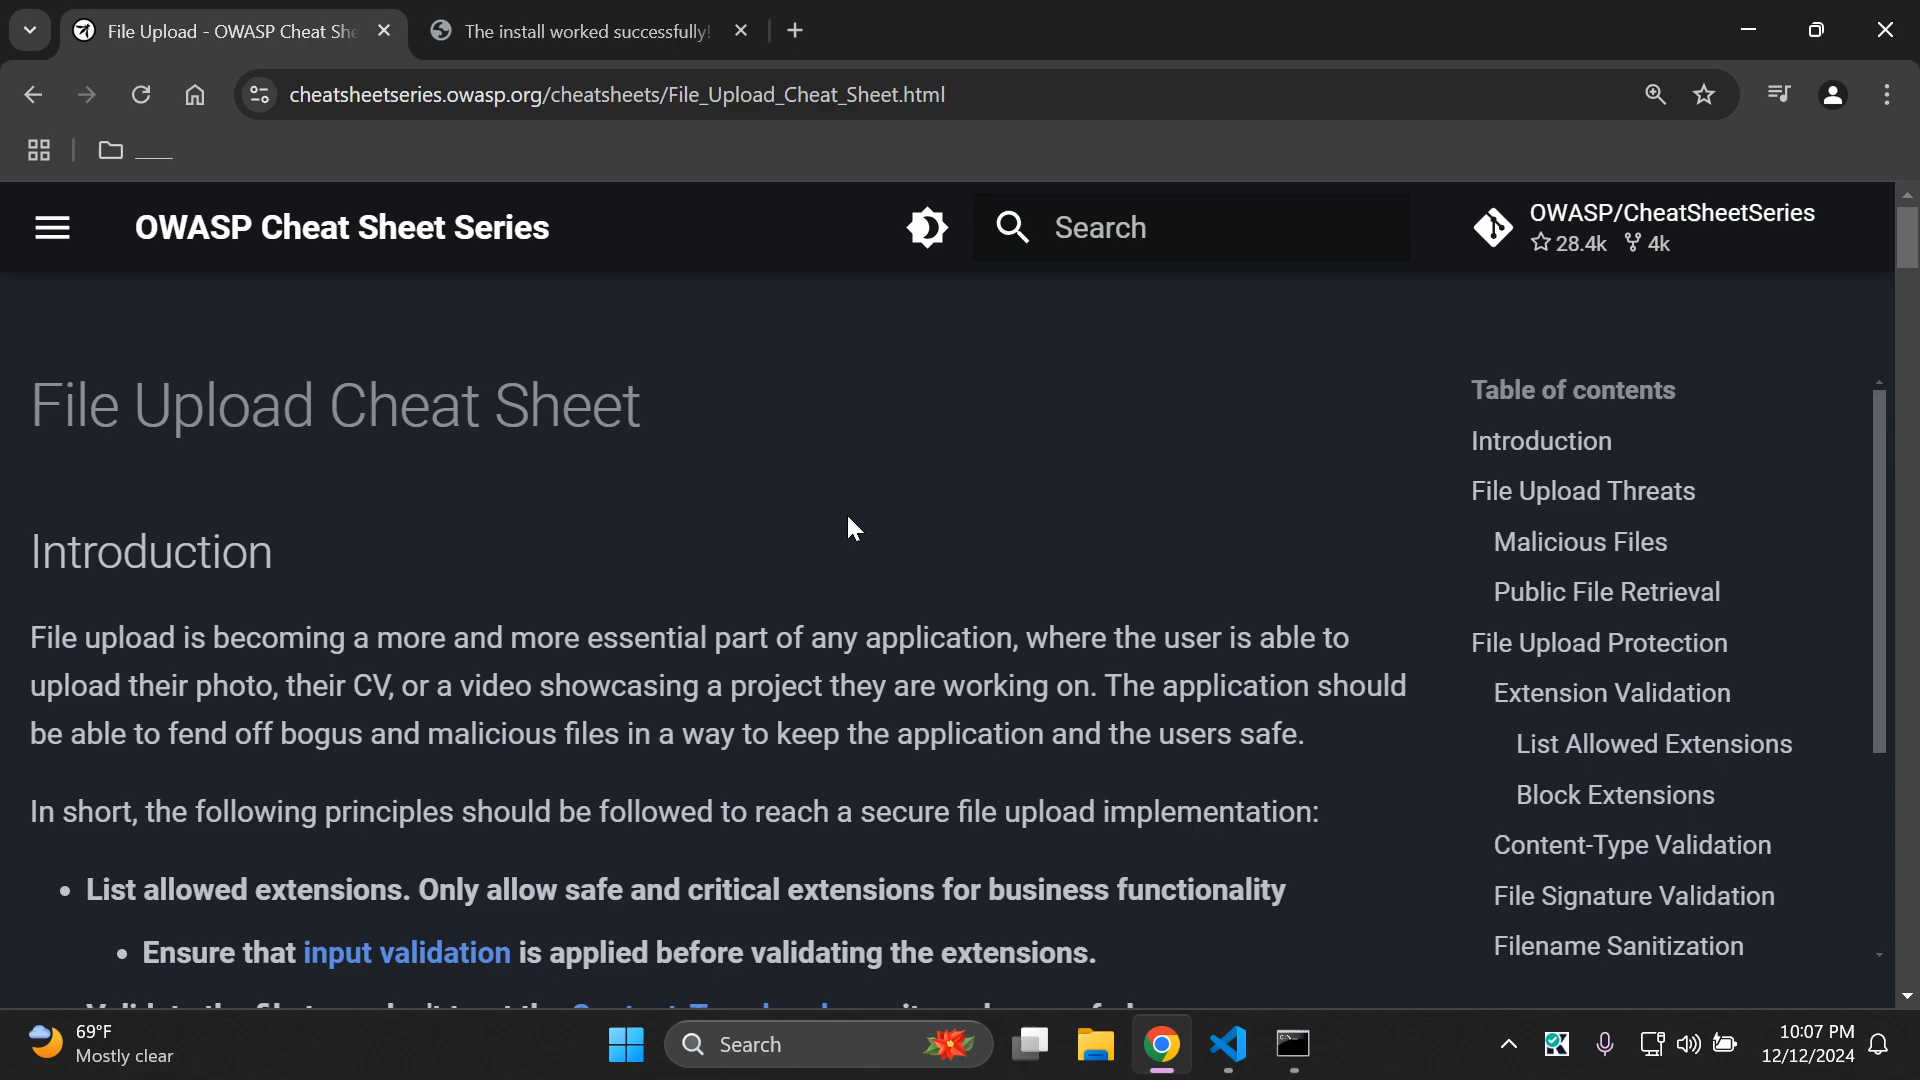 File Upload - OWASP Cheat She
The install worked successfully!
cheatsheetseries.owasp.org/cheatsheets/File_Upload_Cheat_Sheet.html
____
OWASP Cheat Sheet Series
Search
OWASP/CheatSheetSeries
28.4k 4k
File Upload Cheat Sheet
Introduction
File upload is becoming a more and more essential part of any application, where the user is able to
upload their photo, their CV, or a video showcasing a project they are working on. The application should
be able to fend off bogus and malicious files in a way to keep the application and the users safe.
In short, the following principles should be followed to reach a secure file upload implementation:
• List allowed extensions. Only allow safe and critical extensions for business functionality
• Ensure that input validation is applied before validating the extensions.
Table of contents
Introduction
File Upload Threats
Malicious Files
Public File Retrieval
File Upload Protection
Extension Validation
List Allowed Extensions
Block Extensions
Content-Type Validation
File Signature Validation
Filename Sanitization
69°F
Mostly clear
Search
10:07 PM
12/12/2024